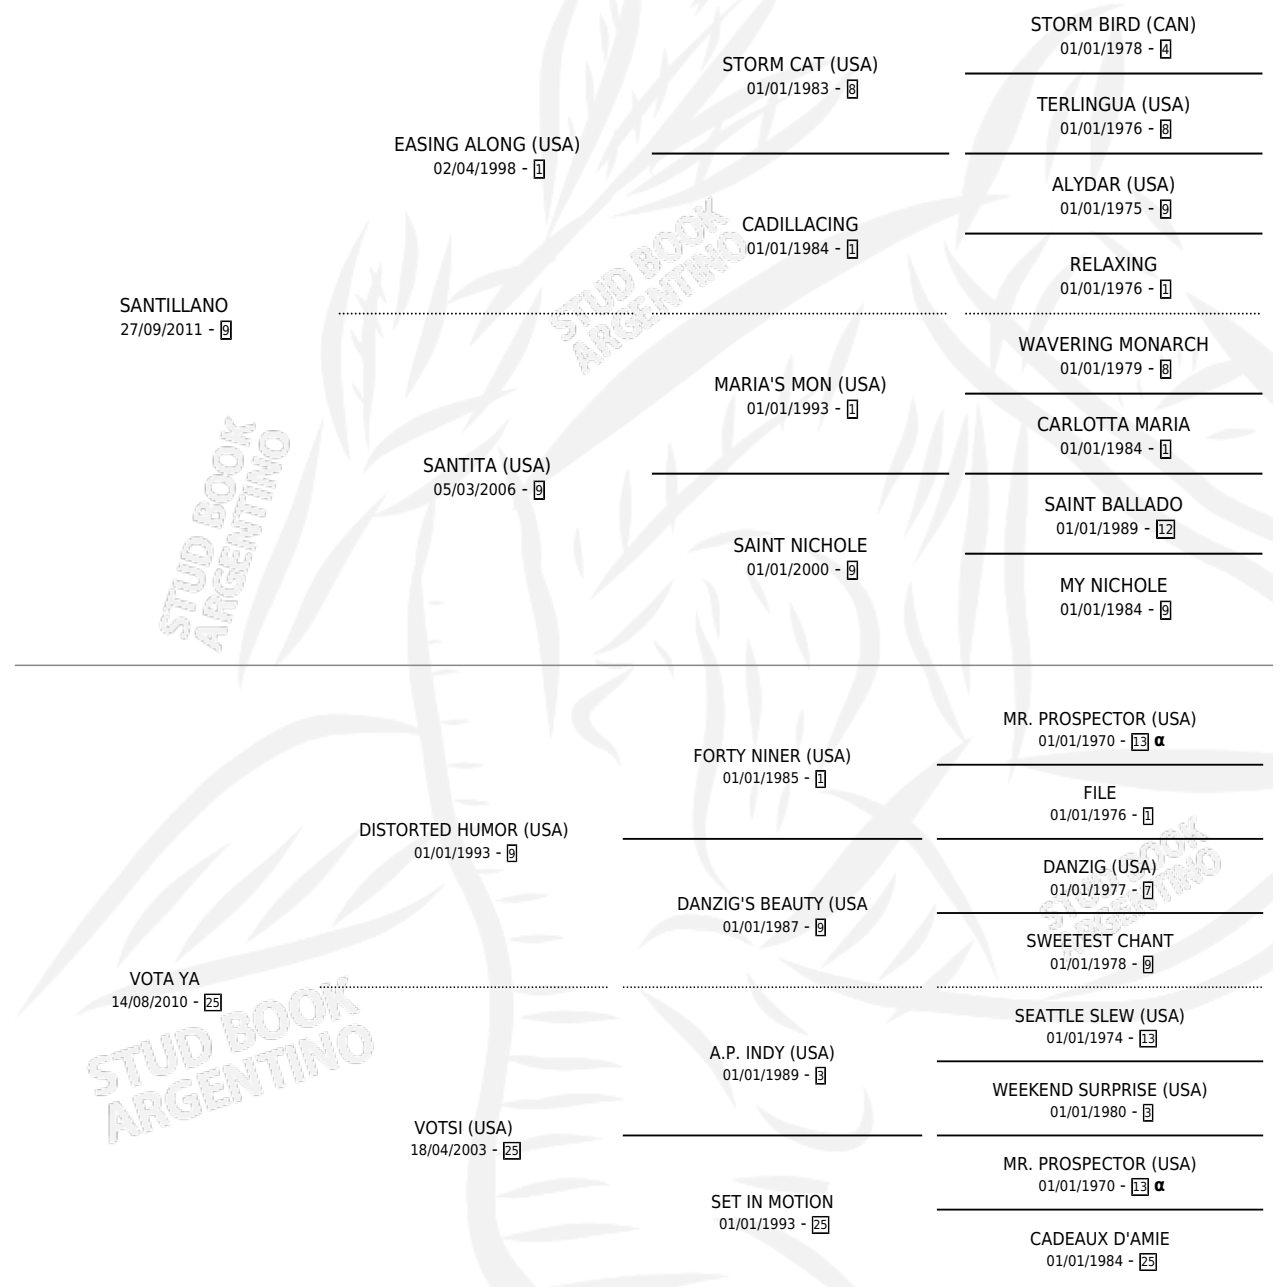 STORM BIRD (CAN)
01/01/1978 - 4
STORM CAT (USA)
01/01/1983 - 8
TERLINGUA (USA)
01/01/1976 - 8
EASING ALONG (USA)
02/04/1998 - 1
ALYDAR (USA)
01/01/1975 - 9
CADILLACING
01/01/1984 - 1
RELAXING
01/01/1976 - 1
SANTILLANO
27/09/2011 - 9
WAVERING MONARCH
01/01/1979 - 8
MARIA'S MON (USA)
01/01/1993 - 1
CARLOTTA MARIA
01/01/1984 - 1
SANTITA (USA)
05/03/2006 - 9
SAINT BALLADO
01/01/1989 - 12
SAINT NICHOLE
01/01/2000 - 9
MY NICHOLE
01/01/1984 - 9
STUD BOOK
ARGENTINO
STUD BOOK
ARGENTINO
MR. PROSPECTOR (USA)
01/01/1970 - 13 α
FORTY NINER (USA)
01/01/1985 - 1
FILE
01/01/1976 - 1
DISTORTED HUMOR (USA)
01/01/1993 - 9
DANZIG (USA)
01/01/1977 - 7
DANZIG'S BEAUTY (USA
01/01/1987 - 9
SWEETEST CHANT
01/01/1978 - 9
VOTA YA
14/08/2010 - 25
SEATTLE SLEW (USA)
01/01/1974 - 13
A.P. INDY (USA)
01/01/1989 - 3
WEEKEND SURPRISE (USA)
01/01/1980 - 3
VOTSI (USA)
18/04/2003 - 25
MR. PROSPECTOR (USA)
01/01/1970 - 13 α
SET IN MOTION
01/01/1993 - 25
CADEAUX D'AMIE
01/01/1984 - 25
STUD BOOK
ARGENTINO
STUD BOOK
ARGENTINO